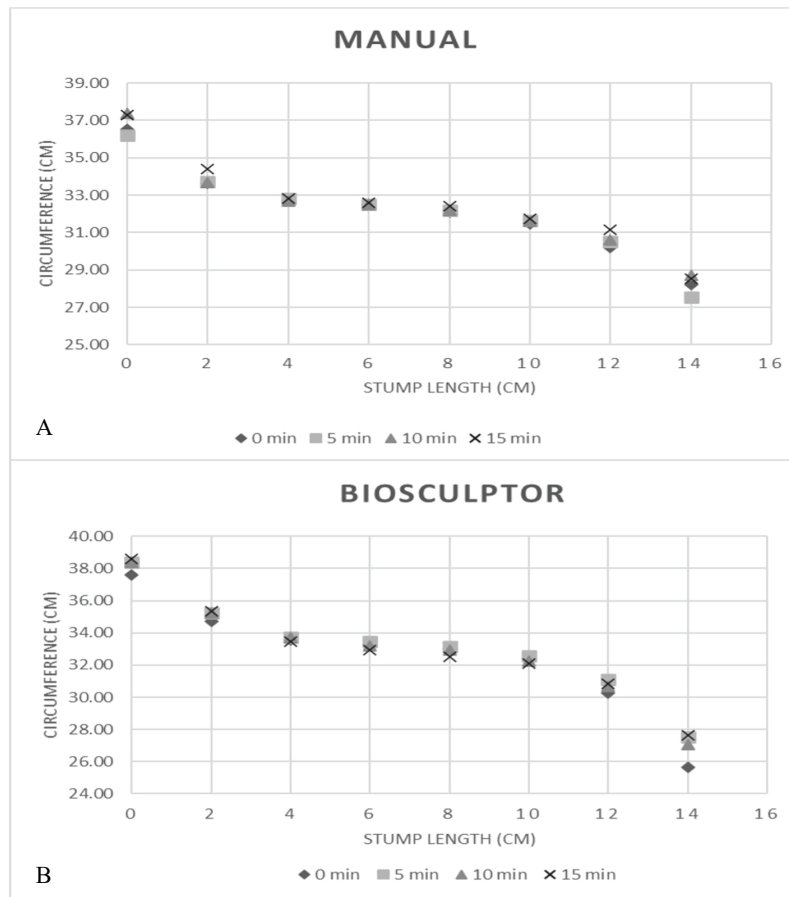 MANUAL
39.00
37.00
35.00
33.00
31.00
29.00
27.00
25.00
CIRCUMFERENCE (CM)
0 2 4 6 8 10 12 14 16
STUMP LENGTH (CM)
A
0 min 5 min 10 min 15 min
BIOSCULPTOR
40.00
38.00
36.00
34.00
32.00
30.00
28.00
26.00
24.00
CIRCUMFERENCE (CM)
0 2 4 6 8 10 12 14 16
STUMP LENGTH (CM)
B
0 min 5 min 10 min 15 min